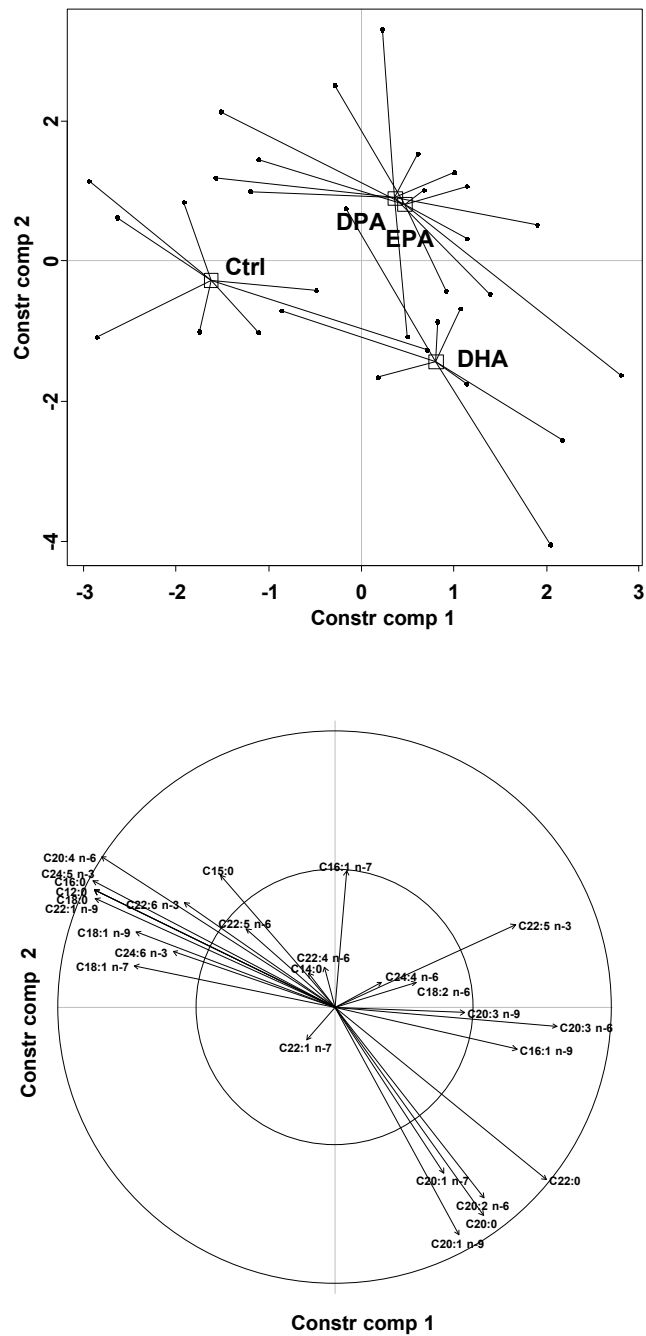 2
0
-2
-4
Constr comp 2
DPA
EPA
Ctrl
DHA
-3
-2
-1
0
1
2
3
Constr comp 1
C20:4 n-6
C24:5 n-3
C16:0
C12:0
C18:0
C22:1 n-9
C18:1 n-9
C24:6 n-3
C18:1 n-7
C15:0
C22:6 n-3
C22:5 n-6
C16:1 n-7
C22:4 n-6
C14:0
C24:4 n-6
C18:2 n-6
C22:5 n-3
C20:3 n-9
C20:3 n-6
C16:1 n-9
C22:1 n-7
C20:1 n-7
C22:0
C20:2 n-6
C20:0
C20:1 n-9
Constr comp 2
Constr comp 1